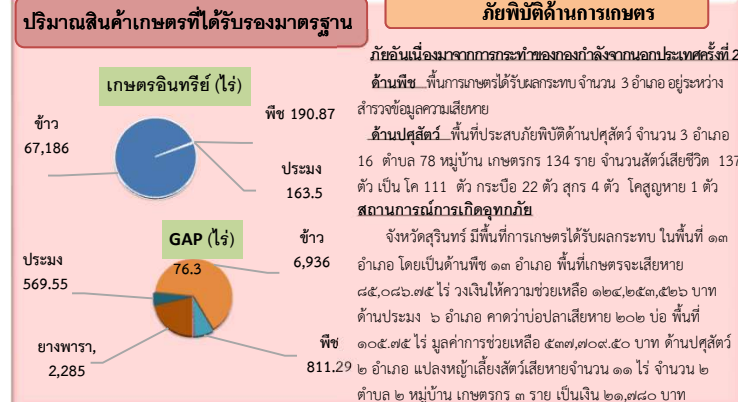 ปริมาณสินค้าเกษตรที่ได้รับรองมาตรฐาน
เกษตรอินทรีย์ (ไร่)
ข้าว
67,186
พืช 190.87
ประมง
163.5
GAP (ไร่)
76.3
ข้าว
6,936
ประมง
569.55
ยางพารา,
2,285
พืช
811.29
ภัยพิบัติด้านการเกษตร
ภัยอันเนื่องมาจากการกระทำของกองกำลังจากนอกประเทศครั้งที่ 2
ด้านพืช พื้นการเกษตรได้รับผลกระทบ จำนวน 3 อำเภอ อยู่ระหว่าง
สำรวจข้อมูลความเสียหาย
ด้านปศุสัตว์ พื้นที่ประสบภัยพิบัติด้านปศุสัตว์ จำนวน 3 อำเภอ
16 ตำบล 78 หมู่บ้าน เกษตรกร 134 ราย จำนวนสัตว์เสียชีวิต 137
ตัว เป็น โค 111 ตัว กระบือ 22 ตัว สุกร 4 ตัว โคสูญหาย 1 ตัว
สถานการณ์การเกิดอุทกภัย
จังหวัดสุรินทร์ มีพื้นที่การเกษตรได้รับผลกระทบ ในพื้นที่ ๑๓
อำเภอ โดยเป็นด้านพืช ๑๓ อำเภอ พื้นที่เกษตรจะเสียหาย
๘๕,๐๘๖.๗๕ ไร่ วงเงินให้ความช่วยเหลือ ๑๒๔,๒๕๓,๕๒๖ บาท
ด้านประมง ๖ อำเภอ คาดว่าบ่อปลาเสียหาย ๒๐๒ บ่อ พื้นที่
๑๐๕.๗๕ ไร่ มูลค่าการช่วยเหลือ ๕๓๗,๗๐๙.๕๐ บาท ด้านปศุสัตว์
๒ อำเภอ แปลงหญ้าเลี้ยงสัตว์เสียหายจำนวน ๑๑ ไร่ จำนวน ๒
ตำบล ๒ หมู่บ้าน เกษตรกร ๓ ราย เป็นเงิน ๒๑,๗๘๐ บาท